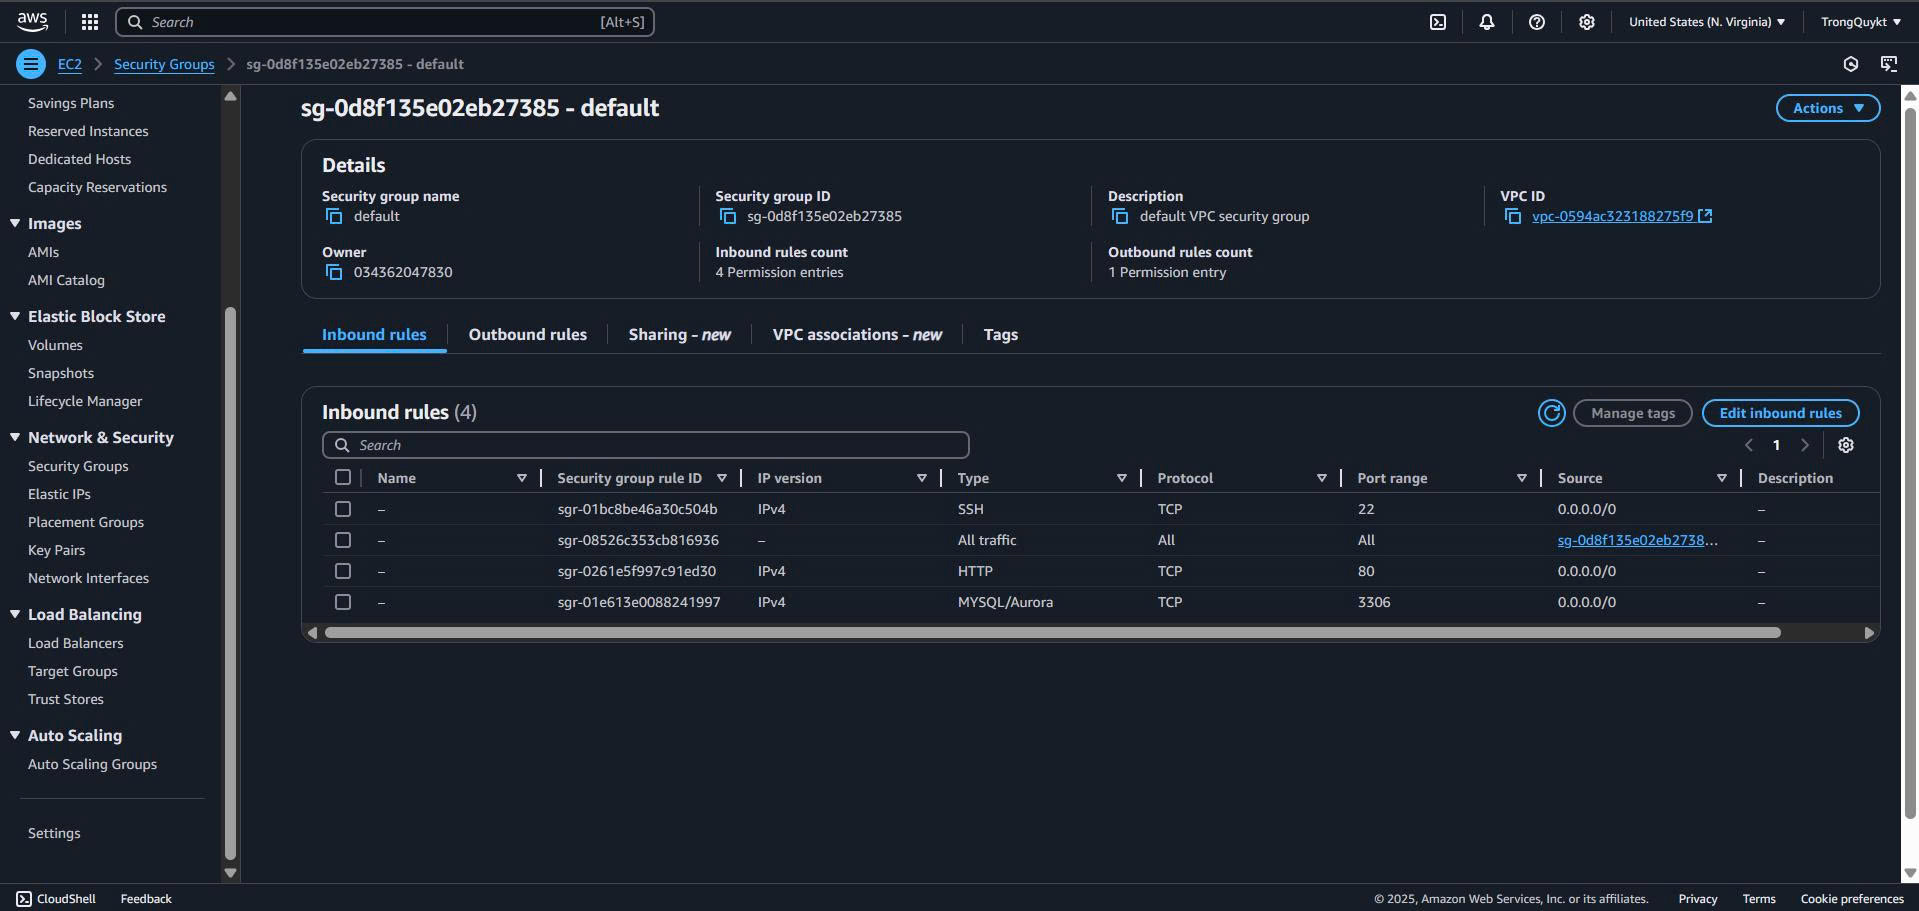 aws
Search [Alt+S]
United States (N. Virginia) TrongQuykt
EC2 Security Groups sg-0d8f135e02eb27385 - default
Savings Plans
Reserved Instances
Dedicated Hosts
Capacity Reservations
Images
AMIs
AMI Catalog
Elastic Block Store
Volumes
Snapshots
Lifecycle Manager
Network & Security
Security Groups
Elastic IPs
Placement Groups
Key Pairs
Network Interfaces
Load Balancing
Load Balancers
Target Groups
Trust Stores
Auto Scaling
Auto Scaling Groups
Settings
sg-0d8f135e02eb27385 - default
Actions
Details
Security group name
default
Security group ID
sg-0d8f135e02eb27385
Description
default VPC security group
VPC ID
vpc-0594ac323188275f9
Owner
034362047830
Inbound rules count
4 Permission entries
Outbound rules count
1 Permission entry
Inbound rules Outbound rules Sharing - new VPC associations - new Tags
Inbound rules (4)
Manage tags Edit inbound rules
Search
1
Name Security group rule ID IP version Type Protocol Port range Source Description
– sgr-01bc8be46a30c504b IPv4 SSH TCP 22 0.0.0.0/0 –
– sgr-08526c353cb816936 – All traffic All All sg-0d8f135e02eb2738... –
– sgr-0261e5f997c91ed30 IPv4 HTTP TCP 80 0.0.0.0/0 –
– sgr-01e613e0088241997 IPv4 MYSQL/Aurora TCP 3306 0.0.0.0/0 –
CloudShell Feedback
© 2025, Amazon Web Services, Inc. or its affiliates. Privacy Terms Cookie preferences